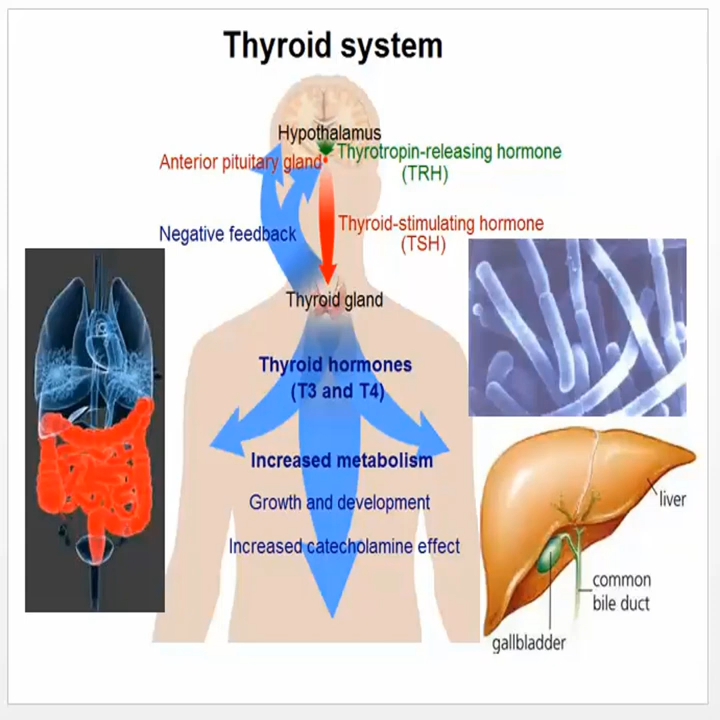 Thyroid system
Hypothalamus
Thyrotropin-releasing hormone
(TRH)
Anterior pituitary gland
Thyroid-stimulating hormone
(TSH)
Negative feedback
Thyroid gland
Thyroid hormones
(T3 and T4)
Increased metabolism
Growth and development
Increased catecholamine effect
liver
common
bile duct
gallbladder